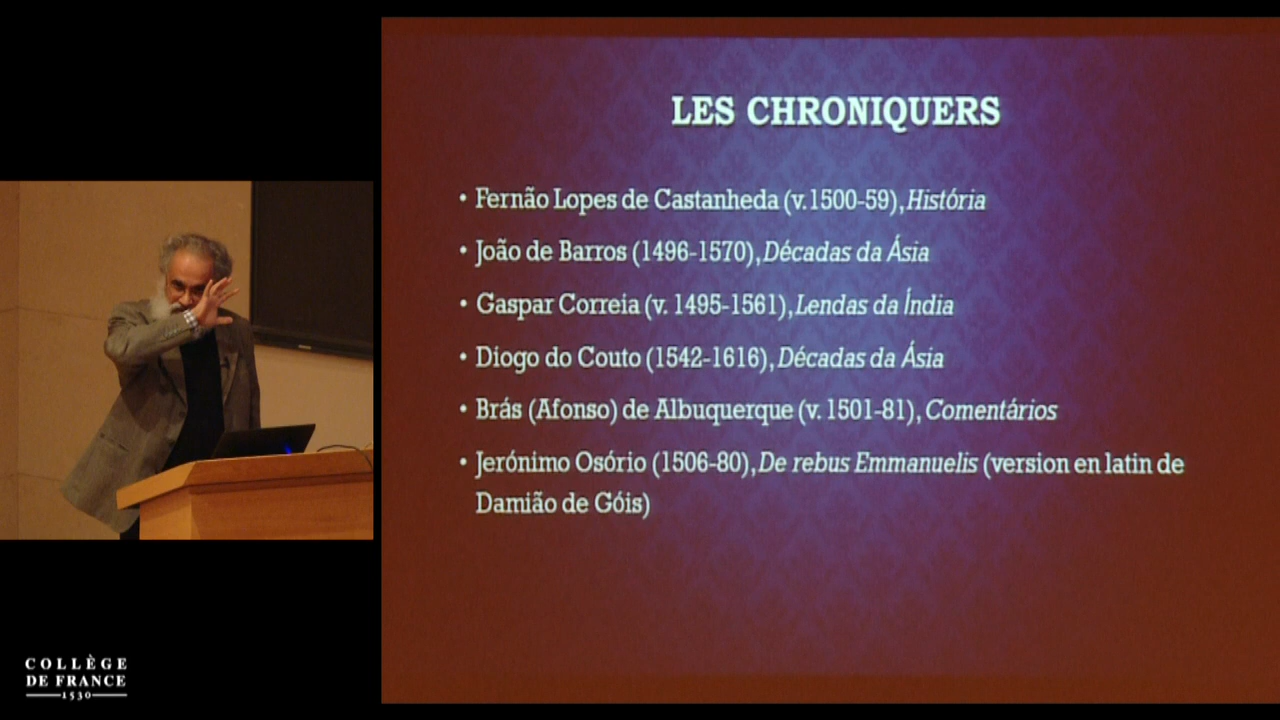 LES CHRONIQUERS
• Fernão Lopes de Castanheda (v.1500-59), História
• João de Barros (1496-1570), Décadas da Ásia
• Gaspar Correia (v. 1495-1561), Lendas da Índia
• Diogo do Couto (1542-1616), Décadas da Ásia
• Brás (Afonso) de Albuquerque (v. 1501-81), Comentários
• Jerónimo Osório (1506-80), De rebus Emmanuelis (version en latin de
Damião de Góis)
COLLÈGE
DE FRANCE
1530